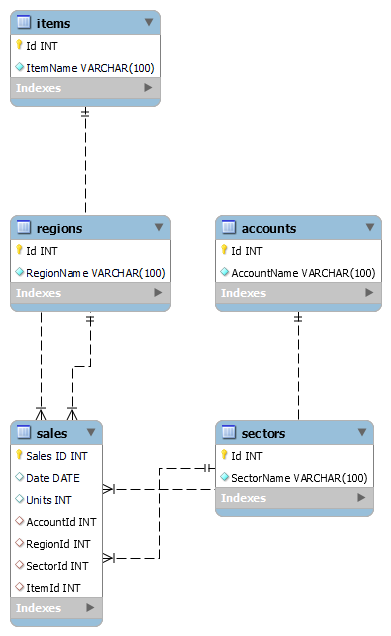 items
Id INT
ItemName VARCHAR(100)
Indexes
regions
Id INT
RegionName VARCHAR(100)
Indexes
accounts
Id INT
AccountName VARCHAR(100)
Indexes
sales
Sales ID INT
Date DATE
Units INT
AccountId INT
RegionId INT
SectorId INT
ItemId INT
Indexes
sectors
Id INT
SectorName VARCHAR(100)
Indexes